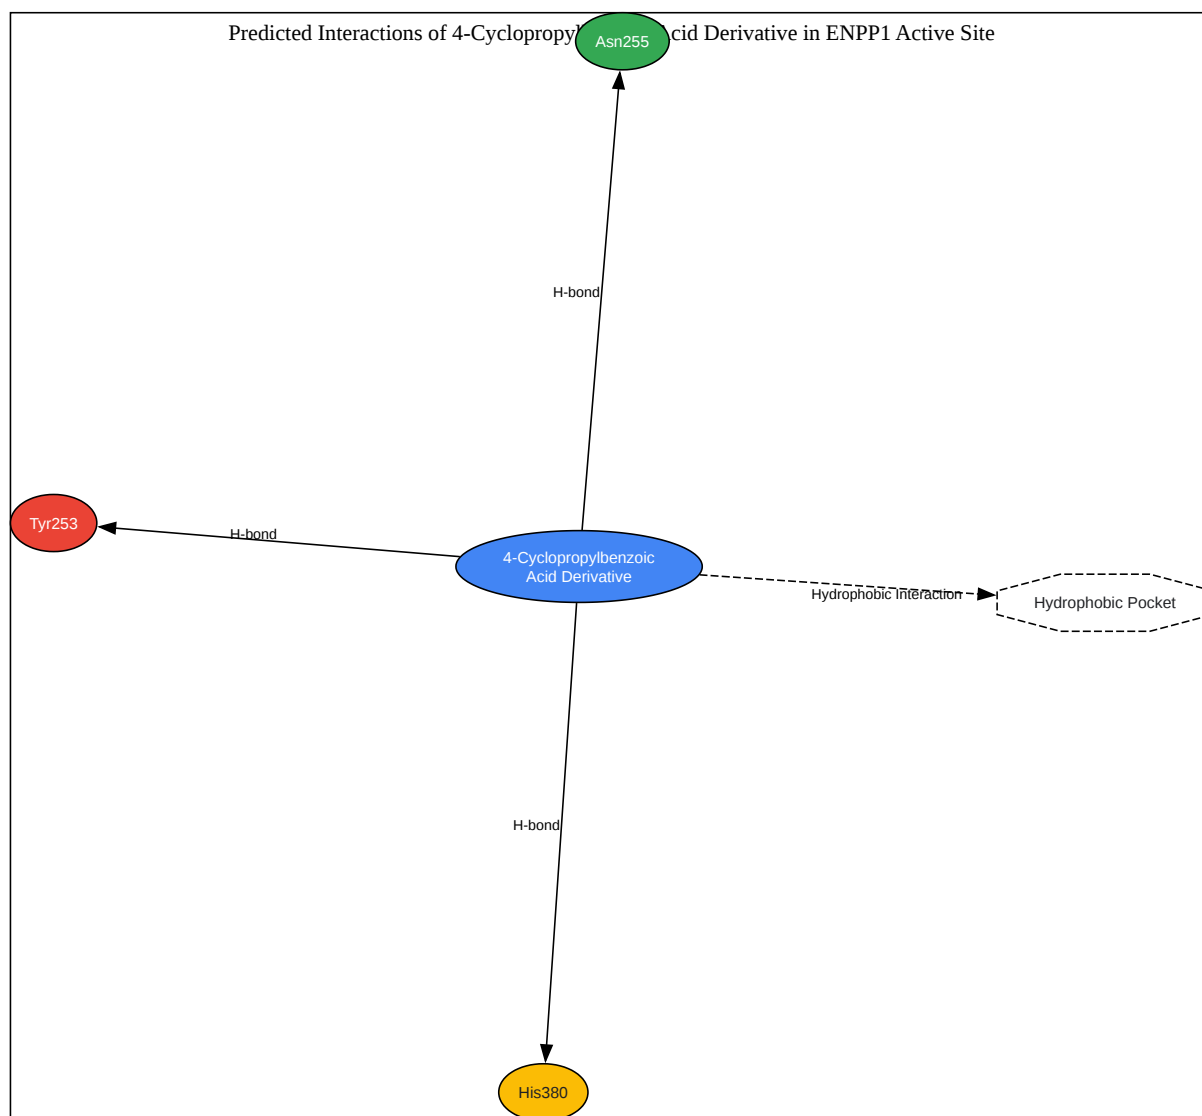 Predicted Interactions of 4-Cyclopropyl cid Derivative in ENPP1 Active Site
Asn255
H-bond
Tyr253
H-bond
4-Cyclopropylbenzoic
Acid Derivative
Hydrophobic Interaction
Hydrophobic Pocket
H-bond
His380